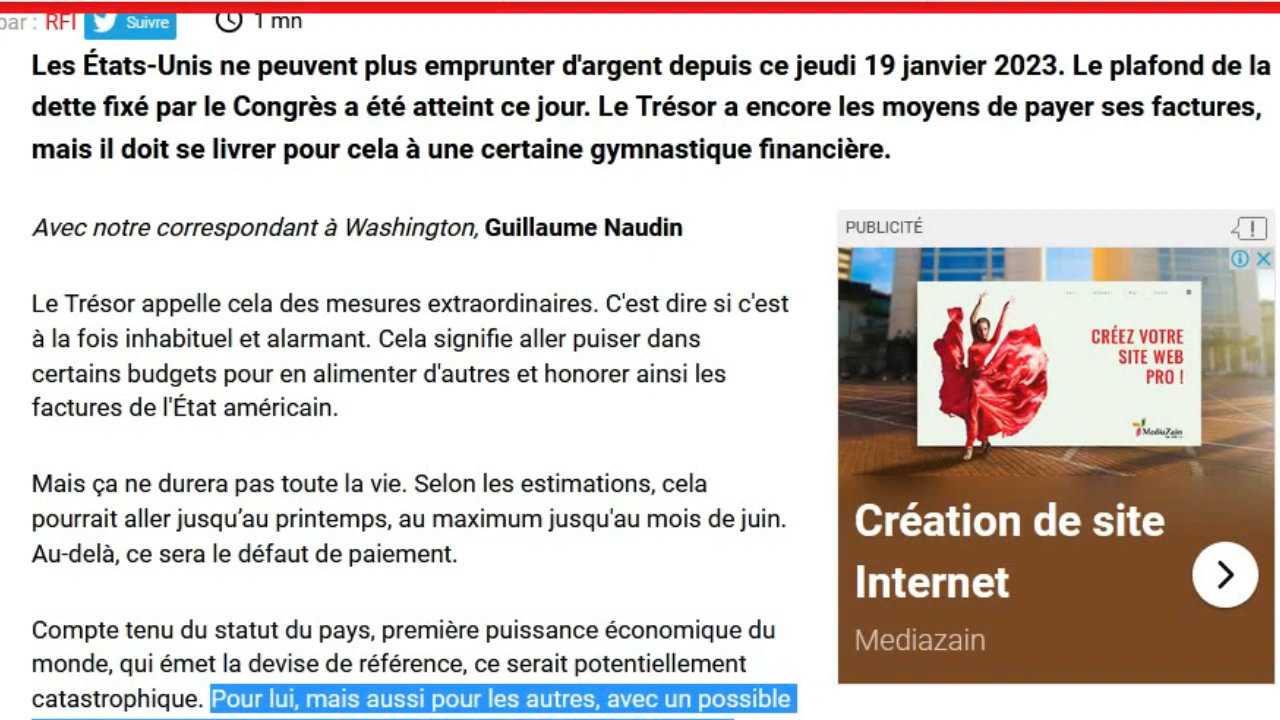 par : RFI Suivre 1 mn
Les États-Unis ne peuvent plus emprunter d'argent depuis ce jeudi 19 janvier 2023. Le plafond de la
dette fixé par le Congrès a été atteint ce jour. Le Trésor a encore les moyens de payer ses factures,
mais il doit se livrer pour cela à une certaine gymnastique financière.
Avec notre correspondant à Washington, Guillaume Naudin
Le Trésor appelle cela des mesures extraordinaires. C'est dire si c'est
à la fois inhabituel et alarmant. Cela signifie aller puiser dans
certains budgets pour en alimenter d'autres et honorer ainsi les
factures de l'État américain.
Mais ça ne durera pas toute la vie. Selon les estimations, cela
pourrait aller jusqu’au printemps, au maximum jusqu'au mois de juin.
Au-delà, ce sera le défaut de paiement.
Compte tenu du statut du pays, première puissance économique du
monde, qui émet la devise de référence, ce serait potentiellement
catastrophique. Pour lui, mais aussi pour les autres, avec un possible
PUBLICITÉ
CRÉEZ VOTRE
SITE WEB
PRO !
MediaZain
Création de site
Internet
Mediazain